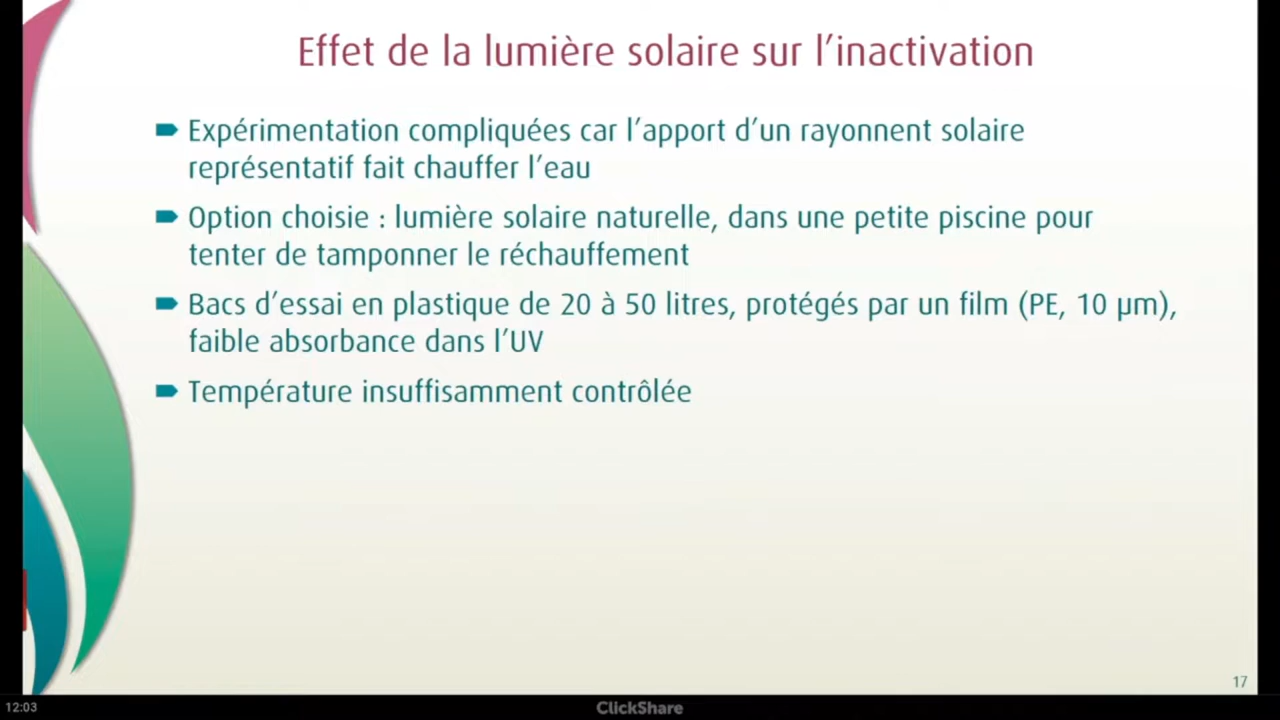 Effet de la lumière solaire sur l’inactivation
Expérimentation compliquées car l’apport d’un rayonnent solaire
représentatif fait chauffer l’eau
Option choisie : lumière solaire naturelle, dans une petite piscine pour
tenter de tamponner le réchauffement
Bacs d’essai en plastique de 20 à 50 litres, protégés par un film (PE, 10 µm),
faible absorbance dans l’UV
Température insuffisamment contrôlée
17
12:03
ClickShare